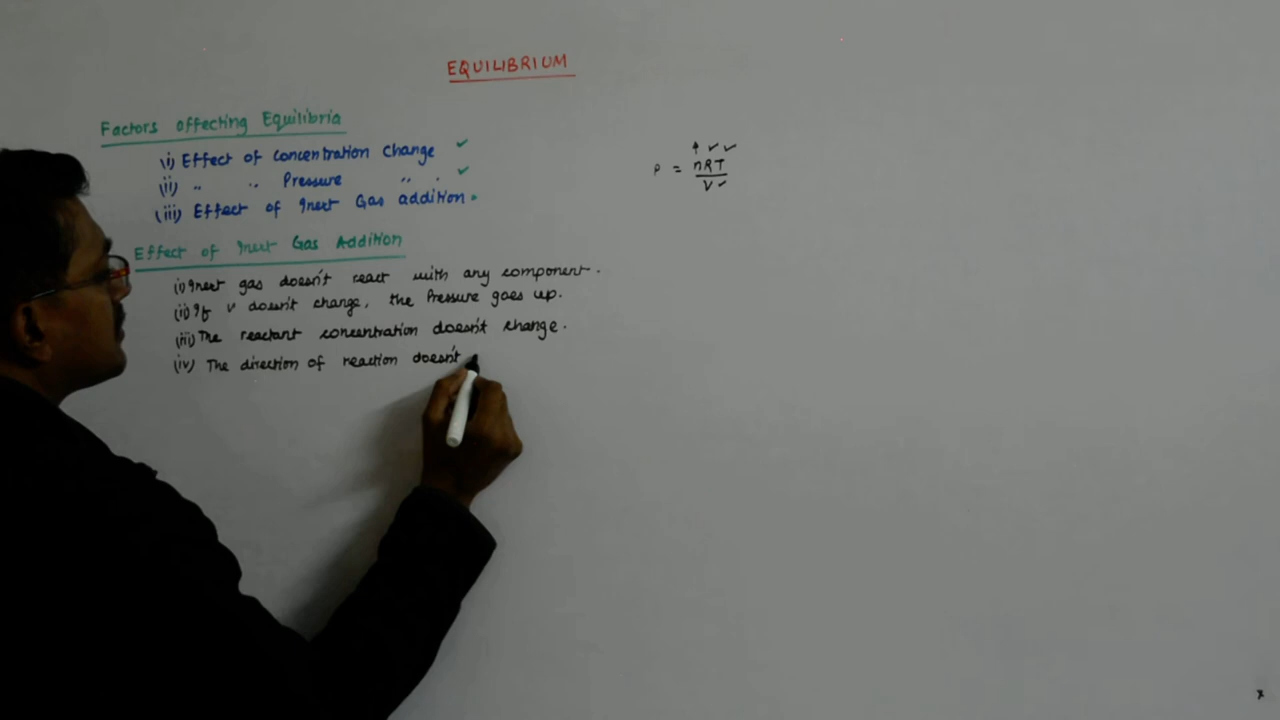 EQUILIBRIUM
Factors affecting Equilibria
(i) Effect of Concentration Change ✓
(ii) " " Pressure " . ✓
(iii) Effect of Inert Gas addition.
P = nRT / V
↑ ✓ ✓
✓
Effect of Inert Gas Addition
(i) Inert gas doesn't react with any component.
(ii) If V doesn't change, the Pressure goes up.
(iii) The reactant concentration doesn't change.
(iv) The direction of reaction doesn't